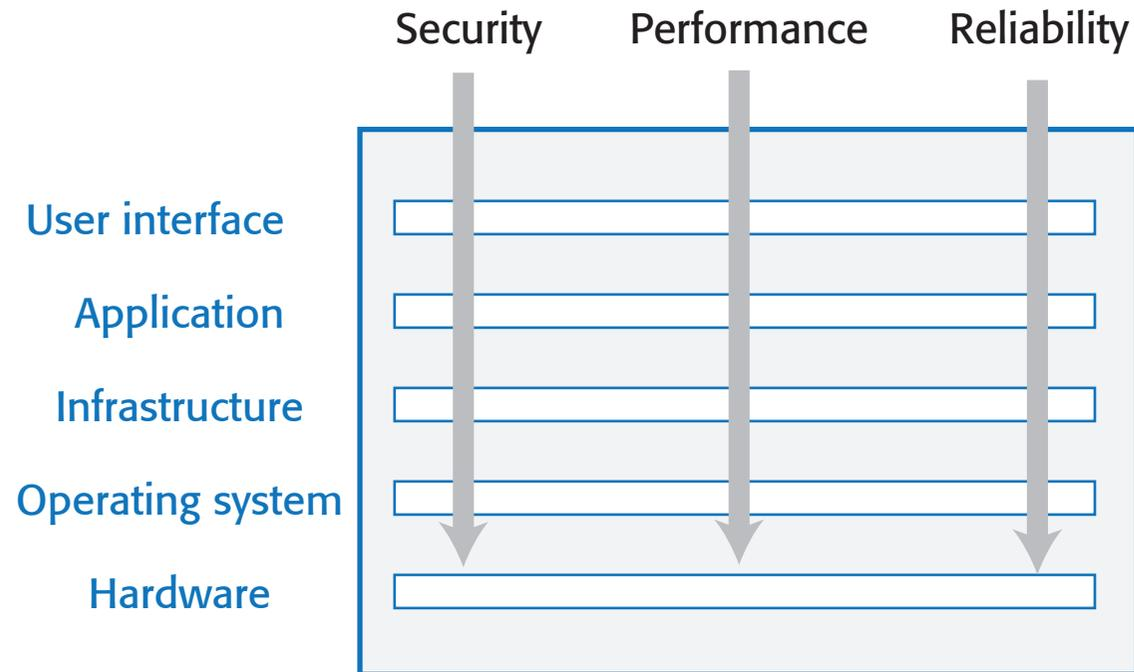 Security Performance Reliability
User interface
Application
Infrastructure
Operating system
Hardware